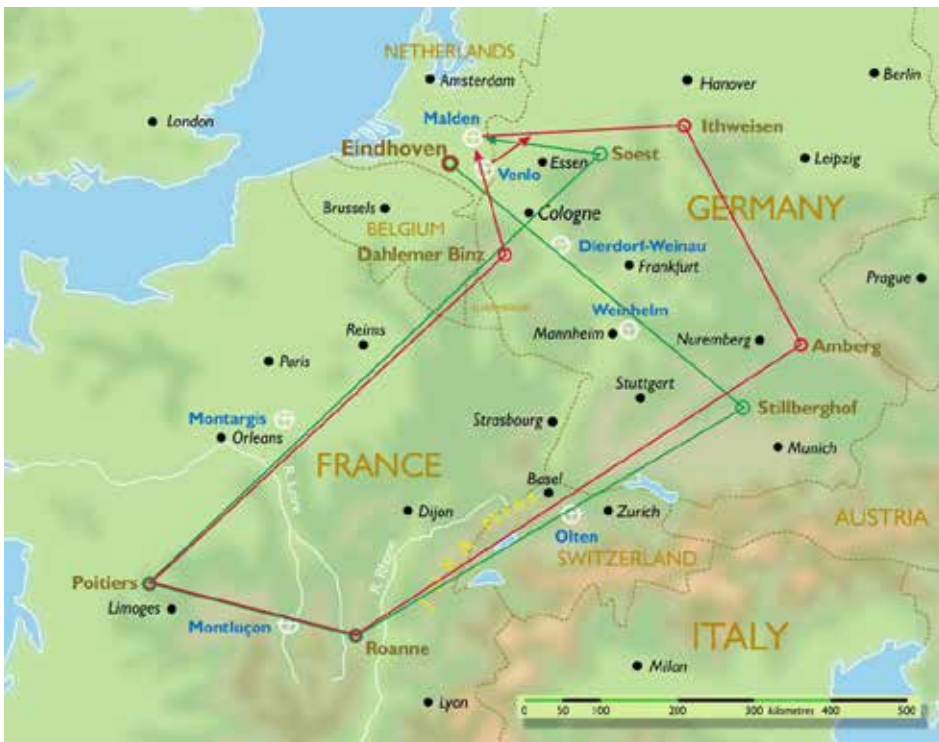 NETHERLANDS
Amsterdam
Hanover
Berlin
London
Malden
Ithweisen
Eindhoven
Essen
Soest
Leipzig
Venlo
Brussels
Cologne
GERMANY
BELGIUM
Dahlemer Binz
Dierdorf-Weinau
Frankfurt
Prague
Weinheim
Reims
Mannheim
Nuremberg
Amberg
Paris
Stuttgart
Stillberghof
Montargis
Strasbourg
Orleans
Munich
FRANCE
Basel
Dijon
Zurich
Olten
AUSTRIA
SWITZERLAND
Poitiers
Limoges
Montluçon
Roanne
ITALY
Milan
Lyon
0 50 100 200 300 kilometres 400 500